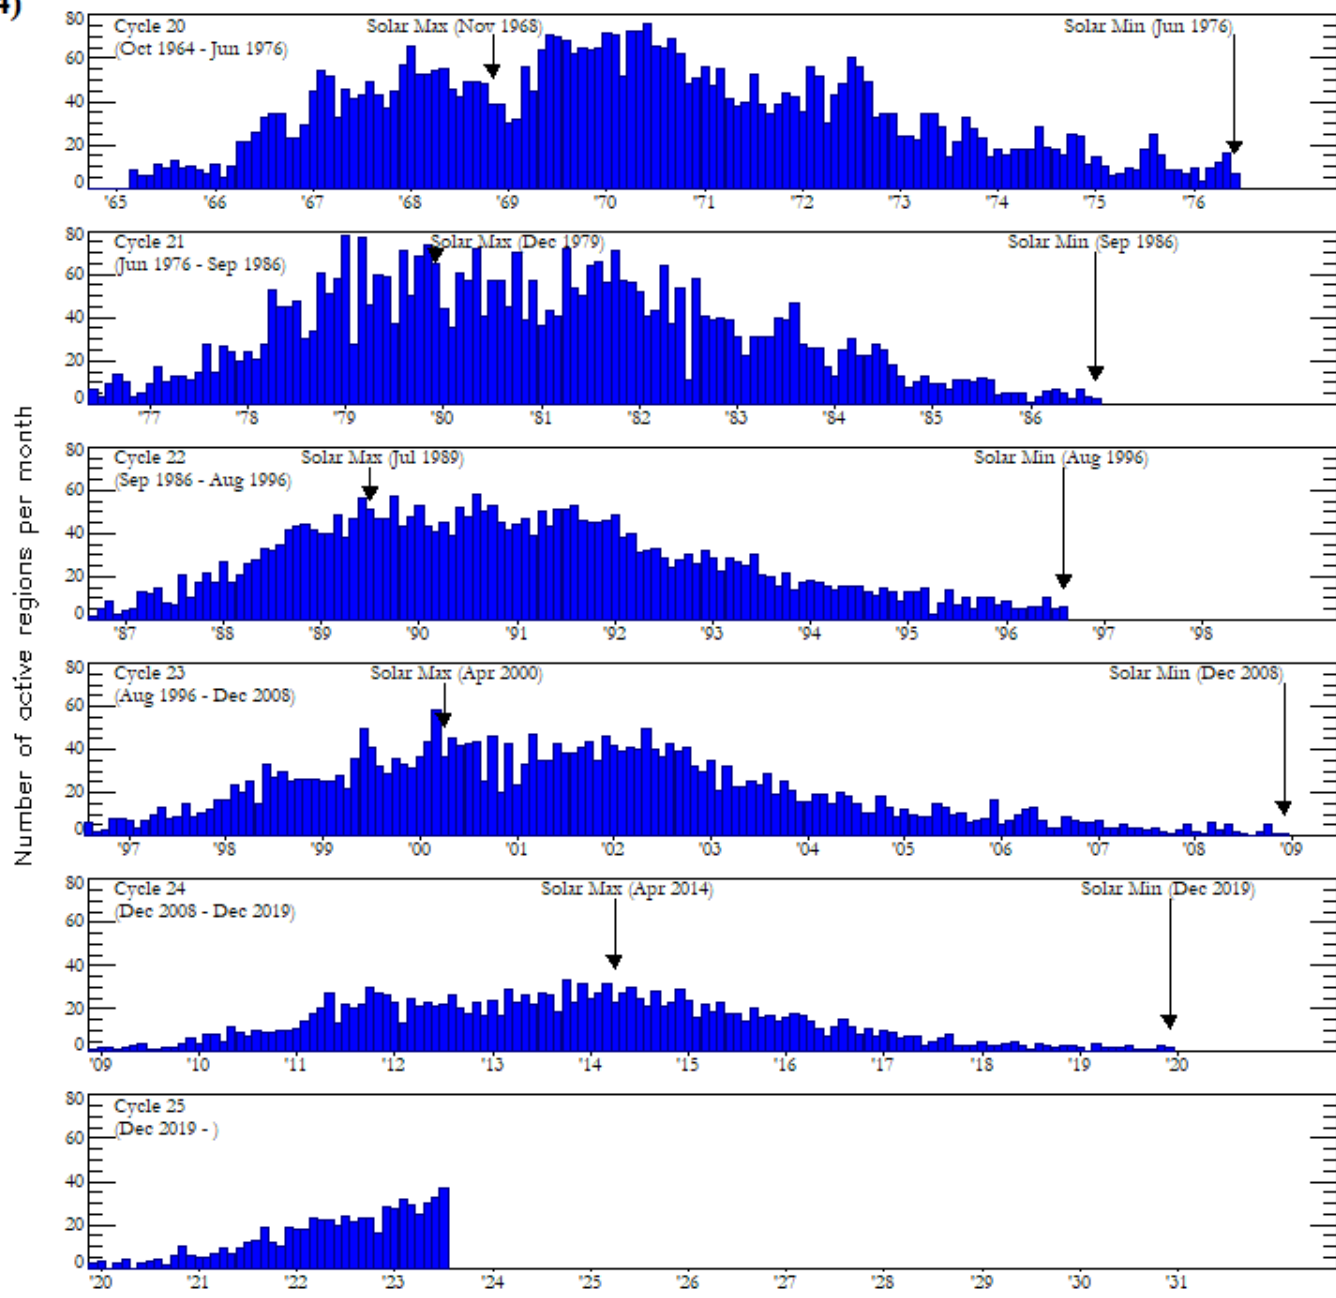 4)
Number of active regions per month
80 Cycle 20 Solar Max (Nov 1968) Solar Min (Jun 1976)
(Oct 1964 - Jun 1976)
60
40
20
0
'65 '66 '67 '68 '69 '70 '71 '72 '73 '74 '75 '76
80 Cycle 21 Solar Max (Dec 1979) Solar Min (Sep 1986)
(Jun 1976 - Sep 1986)
60
40
20
0
'77 '78 '79 '80 '81 '82 '83 '84 '85 '86
80 Cycle 22 Solar Max (Jul 1989) Solar Min (Aug 1996)
(Sep 1986 - Aug 1996)
60
40
20
0
'87 '88 '89 '90 '91 '92 '93 '94 '95 '96 '97 '98
80 Cycle 23 Solar Max (Apr 2000) Solar Min (Dec 2008)
(Aug 1996 - Dec 2008)
60
40
20
0
'97 '98 '99 '00 '01 '02 '03 '04 '05 '06 '07 '08 '09
80 Cycle 24 Solar Max (Apr 2014) Solar Min (Dec 2019)
(Dec 2008 - Dec 2019)
60
40
20
0
'09 '10 '11 '12 '13 '14 '15 '16 '17 '18 '19 '20
80 Cycle 25
(Dec 2019 - )
60
40
20
0
'20 '21 '22 '23 '24 '25 '26 '27 '28 '29 '30 '31